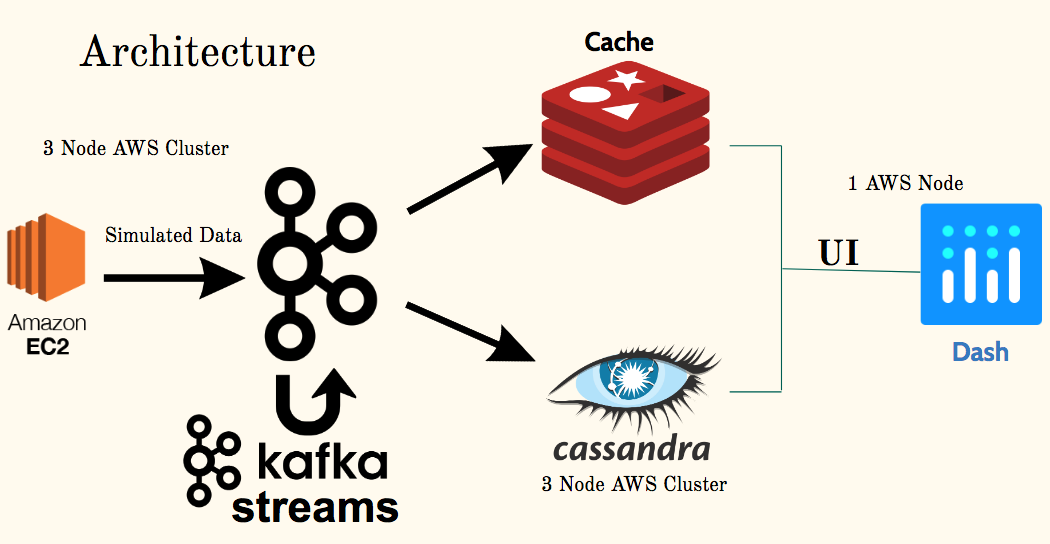 Architecture
Cache
3 Node AWS Cluster
1 AWS Node
Simulated Data
UI
Amazon
EC2
Dash
kafka
streams
cassandra
3 Node AWS Cluster